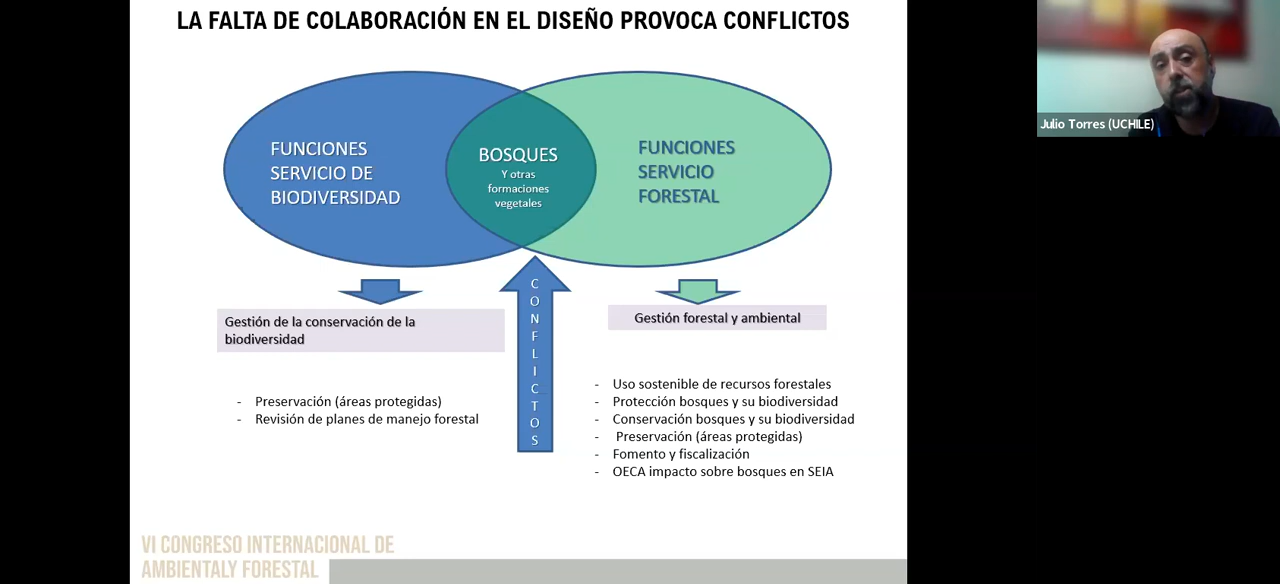 LA FALTA DE COLABORACIÓN EN EL DISEÑO PROVOCA CONFLICTOS
FUNCIONES
SERVICIO DE
BIODIVERSIDAD
BOSQUES
Y otras
formaciones
vegetales
FUNCIONES
SERVICIO
FORESTAL
CONFLICTOS
Gestión de la conservación de la
biodiversidad
- Preservación (áreas protegidas)
- Revisión de planes de manejo forestal
Gestión forestal y ambiental
- Uso sostenible de recursos forestales
- Protección bosques y su biodiversidad
- Conservación bosques y su biodiversidad
- Preservación (áreas protegidas)
- Fomento y fiscalización
- OECA impacto sobre bosques en SEIA
VI CONGRESO INTERNACIONAL DE
AMBIENTALY FORESTAL
Julio Torres (UCHILE)